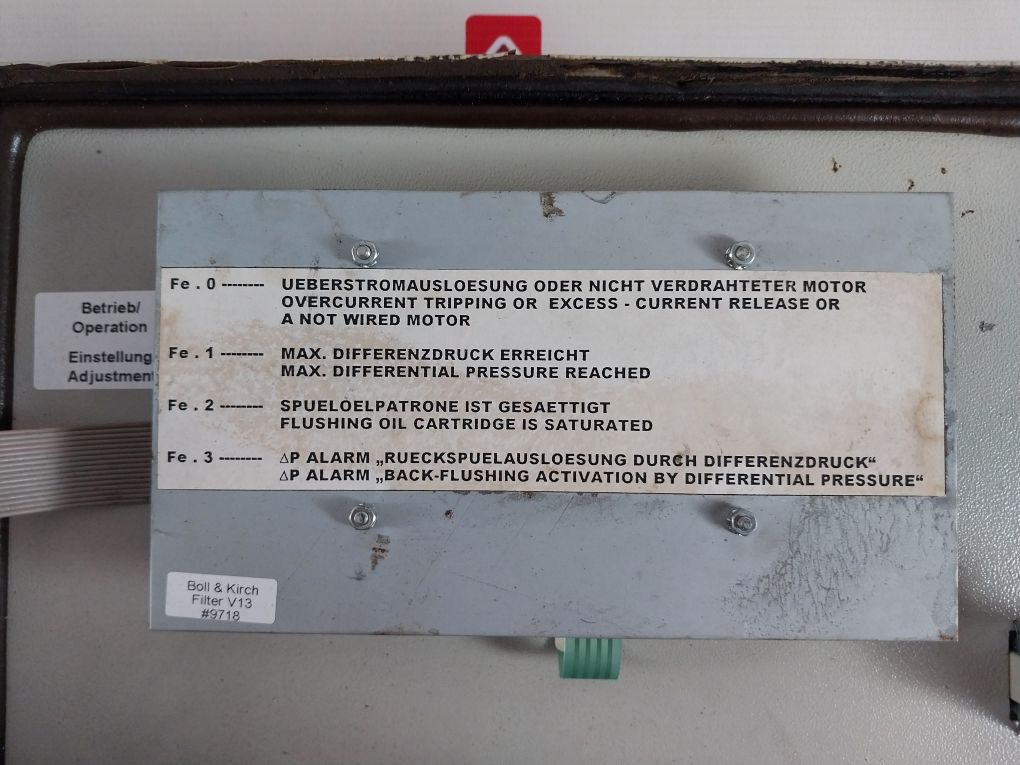 Fe . 0 -------- UEBERSTROMAUSLOESUNG ODER NICHT VERDRAHTETER MOTOR
OVERCURRENT TRIPPING OR EXCESS - CURRENT RELEASE OR
A NOT WIRED MOTOR
Fe . 1 -------- MAX. DIFFERENZDRUCK ERREICHT
MAX. DIFFERENTIAL PRESSURE REACHED
Fe . 2 -------- SPUELOELPATRONE IST GESAETTIGT
FLUSHING OIL CARTRIDGE IS SATURATED
Fe . 3 -------- ∆P ALARM „RUECKSPUELAUSLOESUNG DURCH DIFFERENZDRUCK“
∆P ALARM „BACK-FLUSHING ACTIVATION BY DIFFERENTIAL PRESSURE“
Betrieb/
Operation
Einstellung
Adjustment
Boll & Kirch
Filter V13
#9718